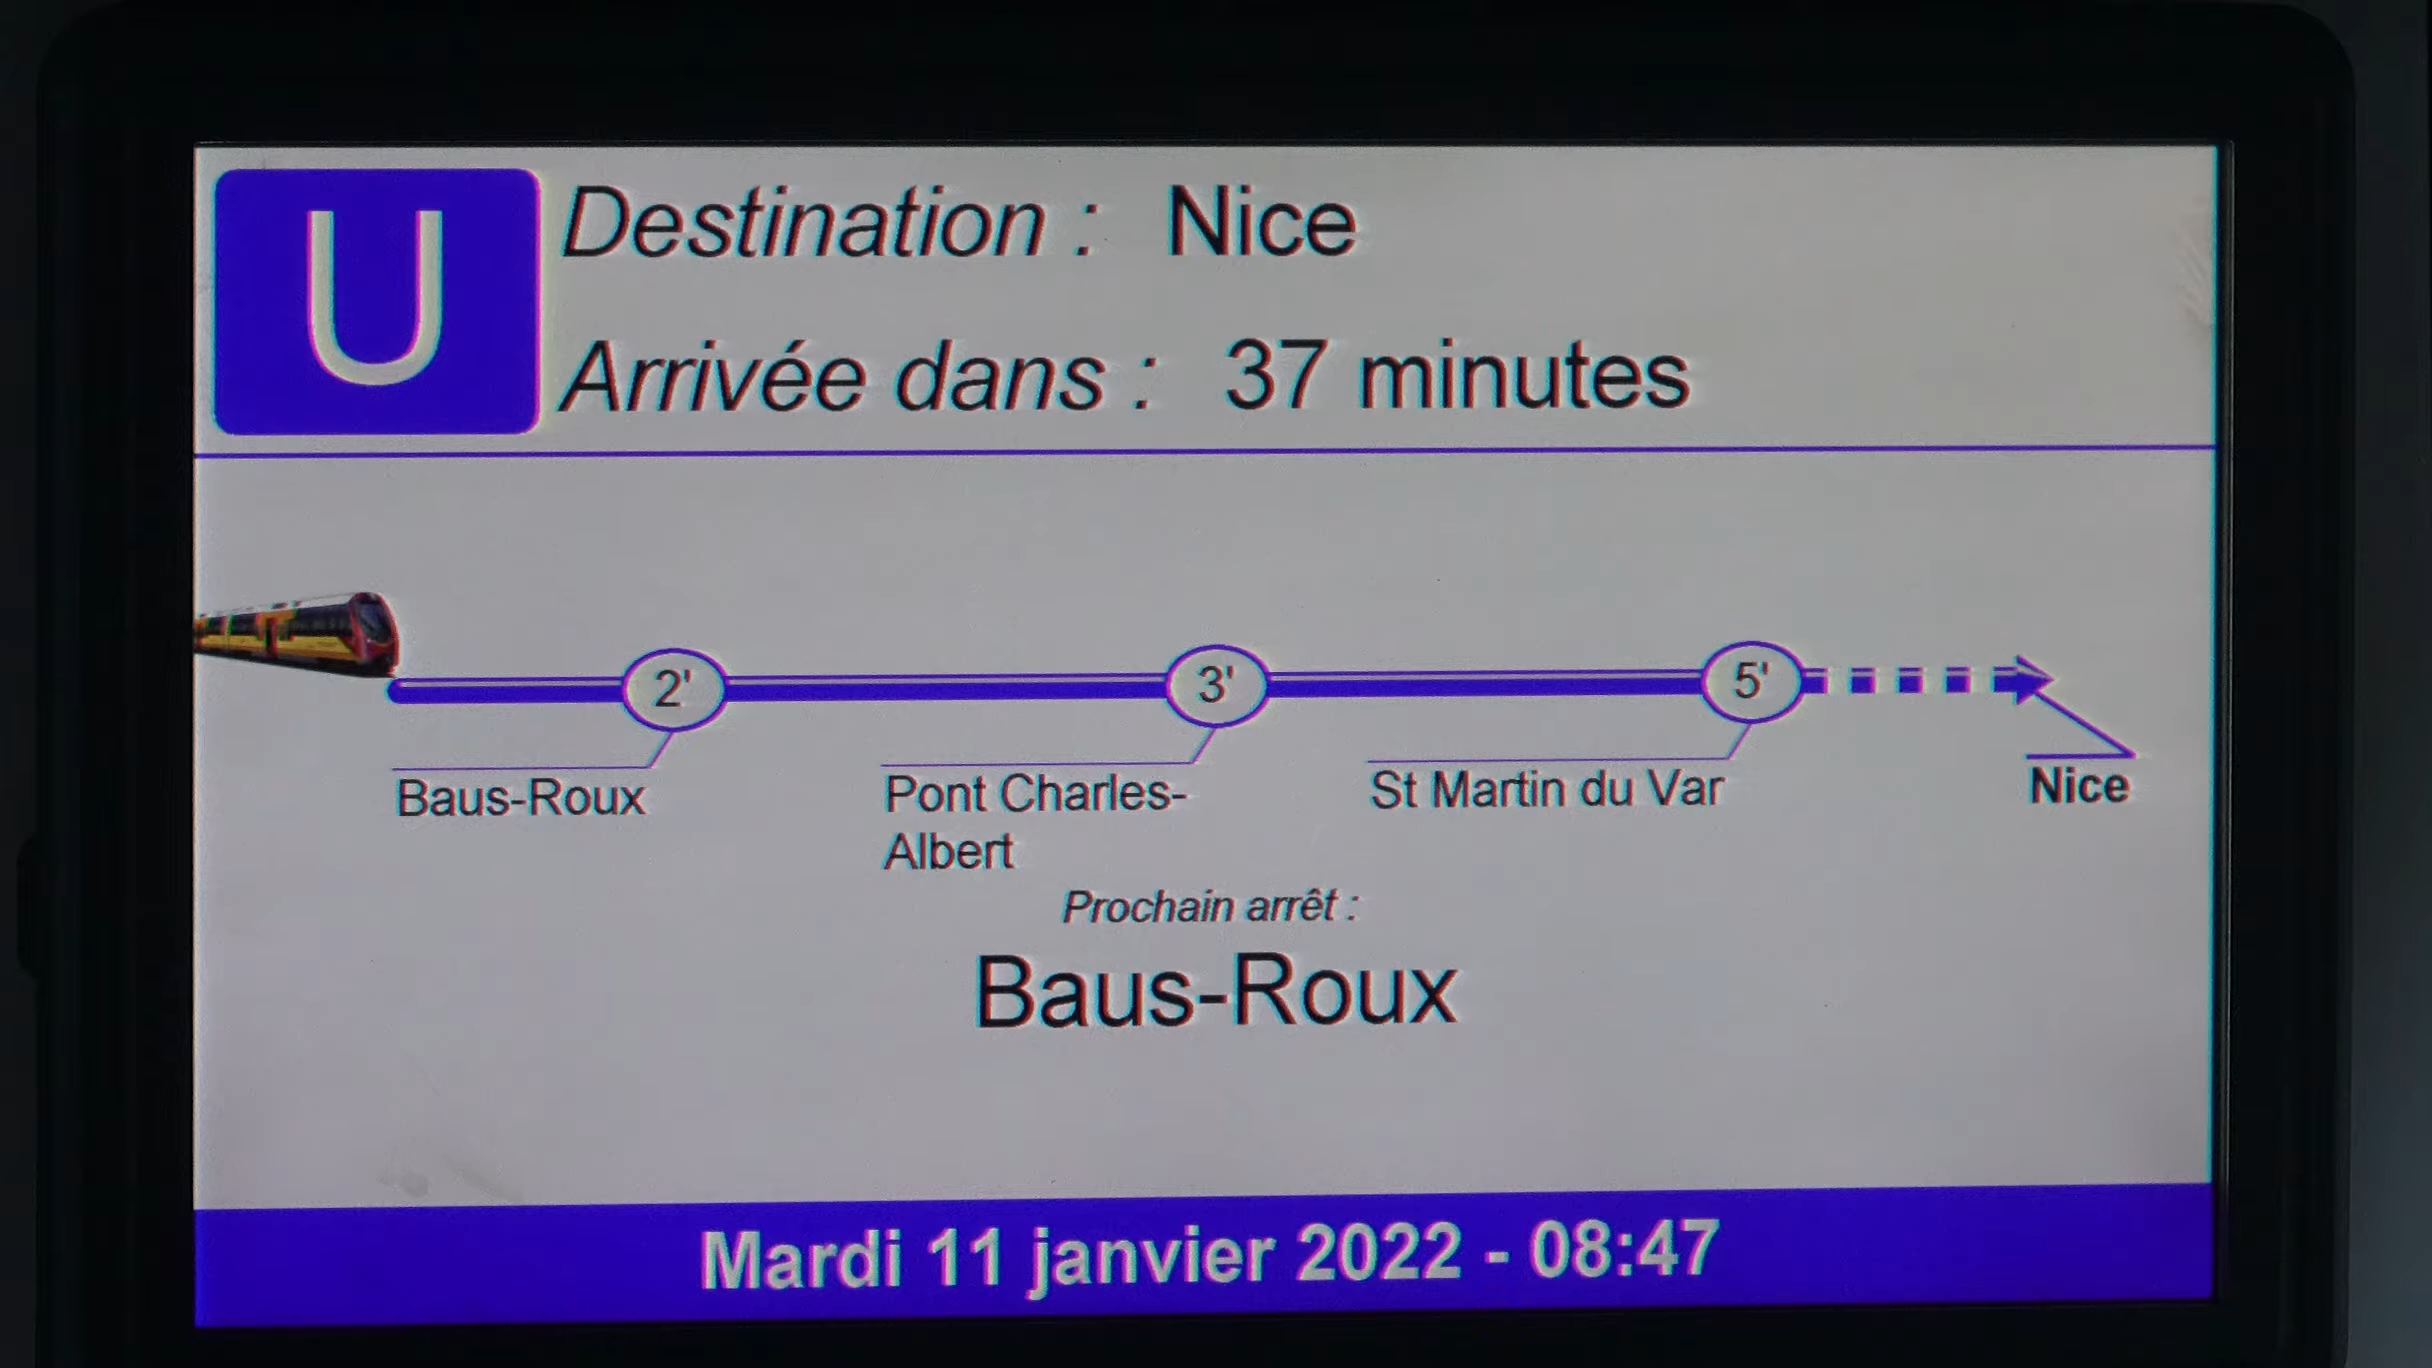 U
Destination : Nice
Arrivée dans : 37 minutes
2' 3' 5'
Baus-Roux
Pont Charles-
Albert
St Martin du Var
Nice
Prochain arrêt :
Baus-Roux
Mardi 11 janvier 2022 - 08:47